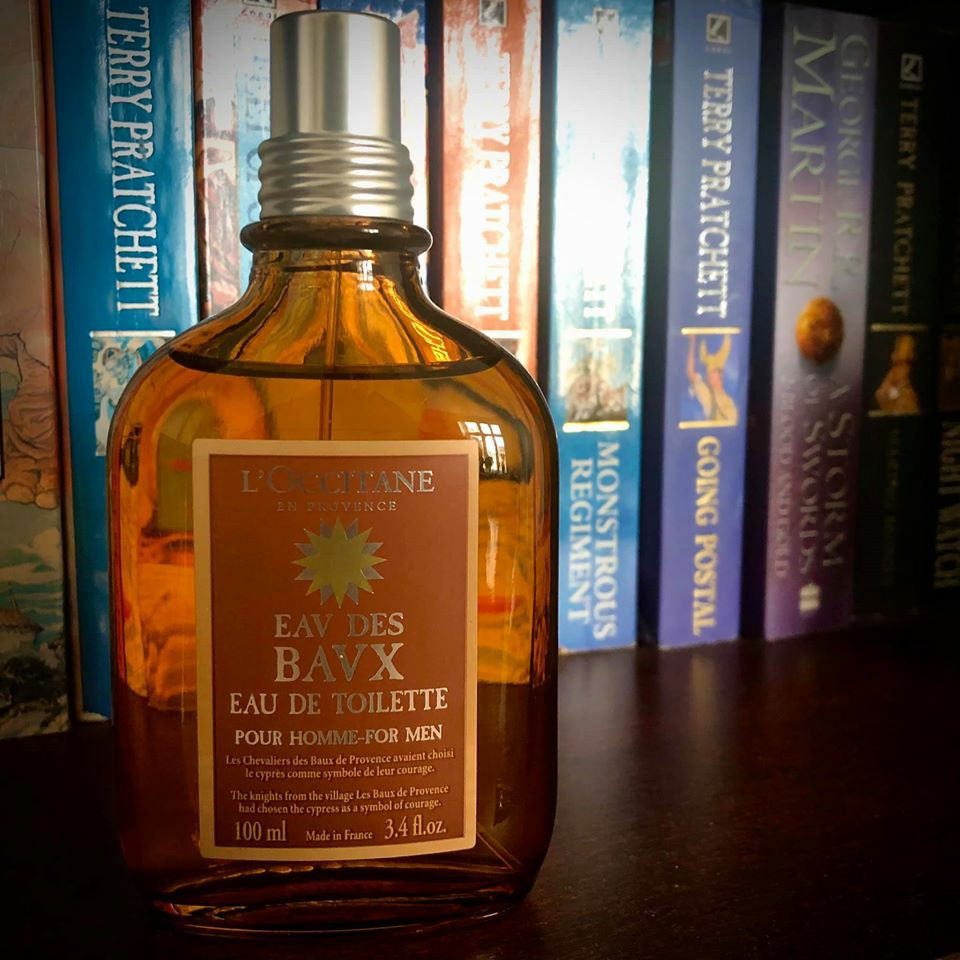 L'OCCITANE
EN PROVENCE
EAV DES
BAVX
EAU DE TOILETTE
POUR HOMME-FOR MEN
Les Chevaliers des Baux de Provence avaient choisi
le cyprès comme symbole de leur courage.
The knights from the village Les Baux de Provence
had chosen the cypress as a symbol of courage.
100 ml Made in France 3.4 fl.oz.
TERRY PRATCHETT
TERRY PRATCHETT
MONSTROUS
REGIMENT
TERRY PRATCHETT
GOING POSTAL
GEORGE R.R.
MARTIN
A STORM
OF SWORDS
TERRY PRATCHETT
NIGHT WATCH